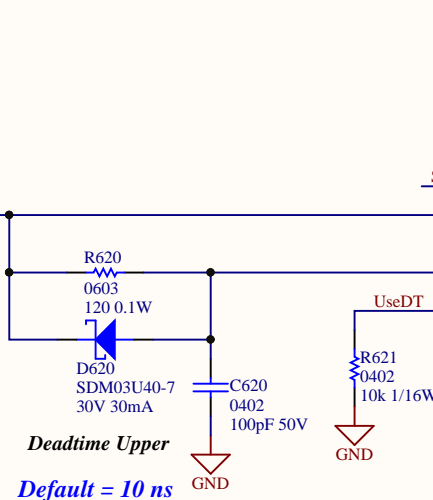 R620
0603
120 0.1W
D620
SDM03U40-7
30V 30mA
C620
0402
100pF 50V
UseDT
R621
0402
10k 1/16W
GND
GND
Deadtime Upper
Default = 10 ns